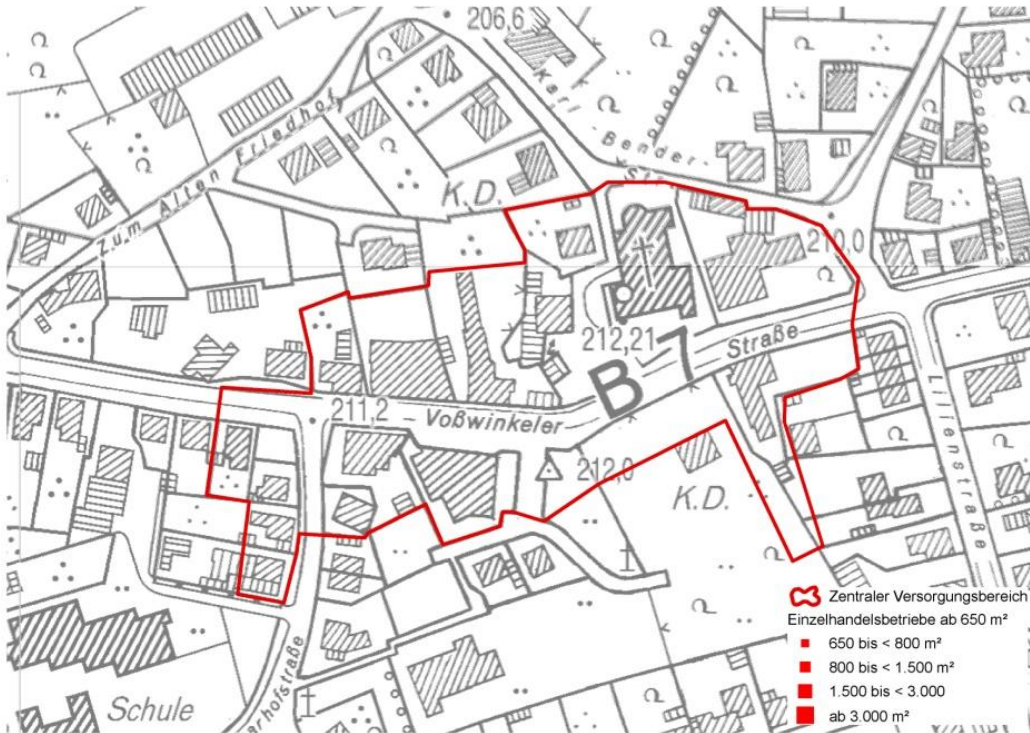 206,6
Karl-Bender-Str.
Zum Alten Friedhof
K.D.
210,0
212,21
B 7
Straße
211,2
Voßwinkeler
212,0
K.D.
Lilienstraße
Schule
arhofstraße
Zentraler Versorgungsbereich
Einzelhandelsbetriebe ab 650 m²
650 bis < 800 m²
800 bis < 1.500 m²
1.500 bis < 3.000
ab 3.000 m²